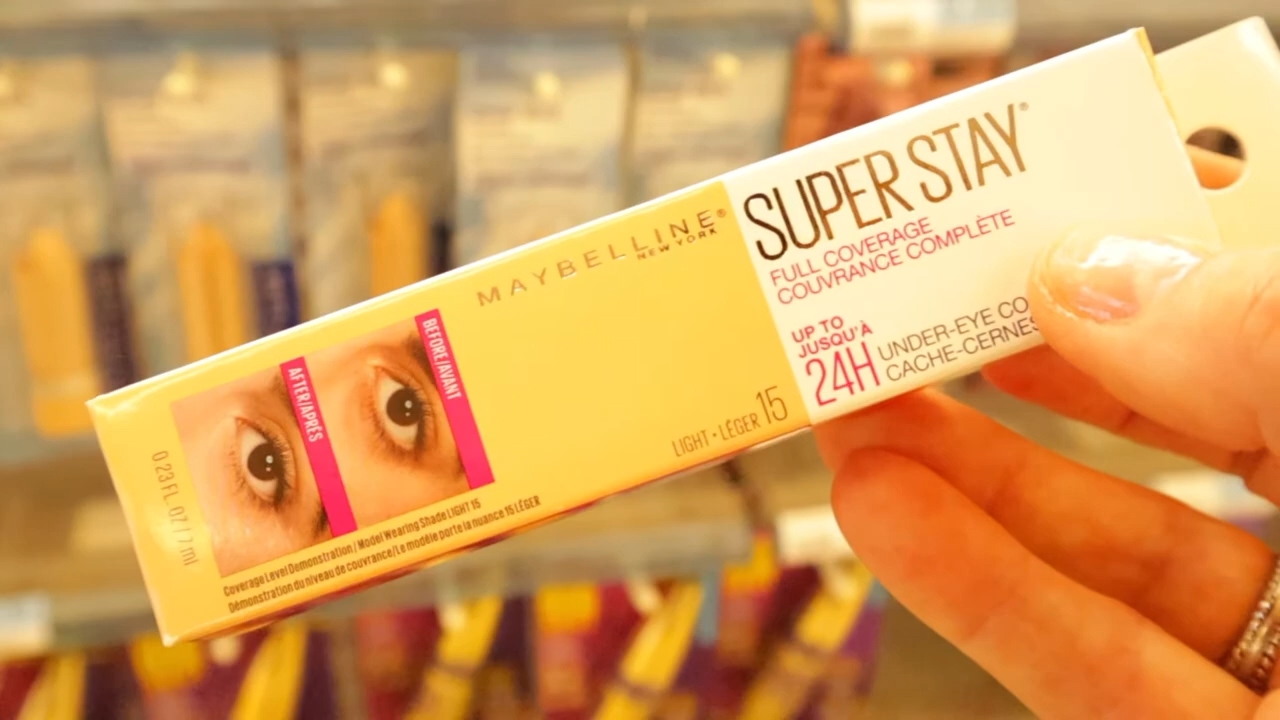 MAYBELLINE®
NEW YORK
SUPER STAY®
FULL COVERAGE
COUVRANCE COMPLÈTE
UP TO
JUSQU'À
24H
UNDER-EYE CO
CACHE-CERNES
LIGHT • LÉGER 15
BEFORE/AVANT
AFTER/APRÈS
0.23 FL. OZ / 7 ml
Coverage Level Demonstration / Model Wearing Shade LIGHT 15
Démonstration du niveau de couvrance/Le modèle porte la nuance 15 LÉGER